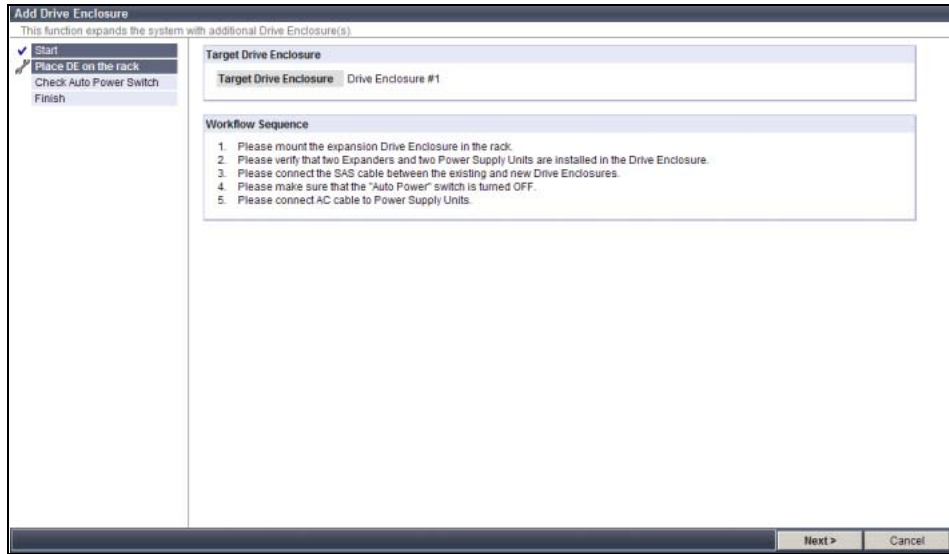 Add Drive Enclosure
This function expands the system with additional Drive Enclosure(s).
Start
Place DE on the rack
Check Auto Power Switch
Finish
Target Drive Enclosure
Target Drive Enclosure Drive Enclosure #1
Workflow Sequence
1. Please mount the expansion Drive Enclosure in the rack.
2. Please verify that two Expanders and two Power Supply Units are installed in the Drive Enclosure.
3. Please connect the SAS cable between the existing and new Drive Enclosures.
4. Please make sure that the "Auto Power" switch is turned OFF.
5. Please connect AC cable to Power Supply Units.
Next > Cancel